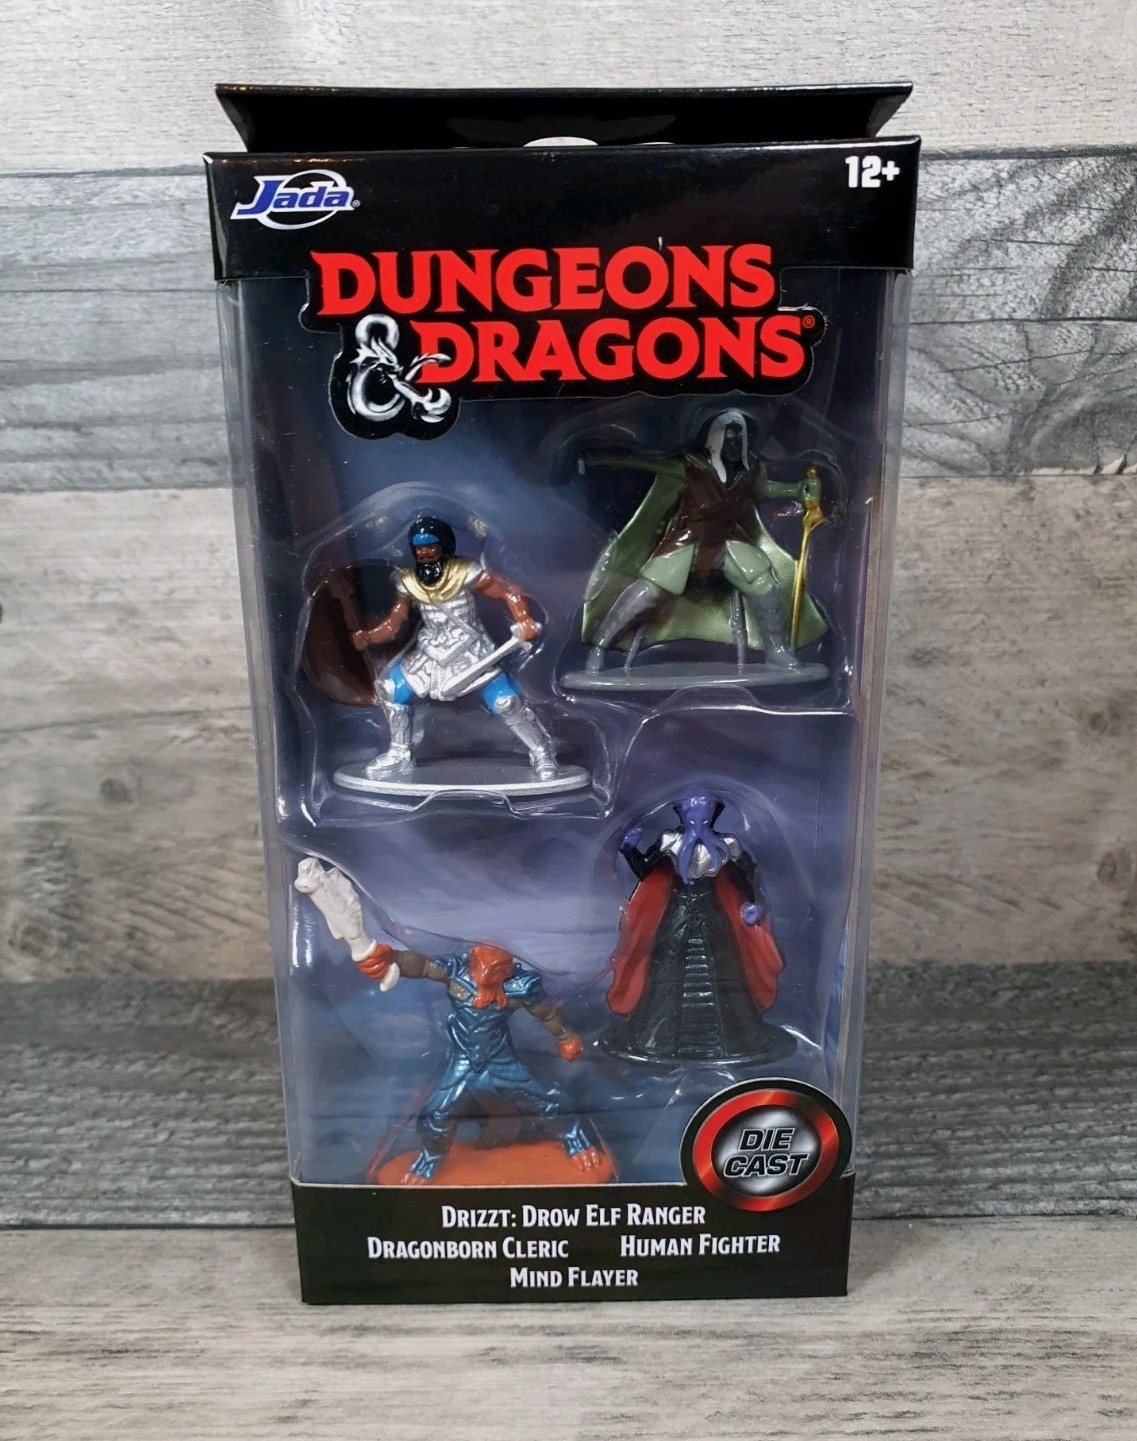 Jada®
12+
DUNGEONS
& DRAGONS®
DIE
CAST
DRIZZT: DROW ELF RANGER
DRAGONBORN CLERIC HUMAN FIGHTER
MIND FLAYER